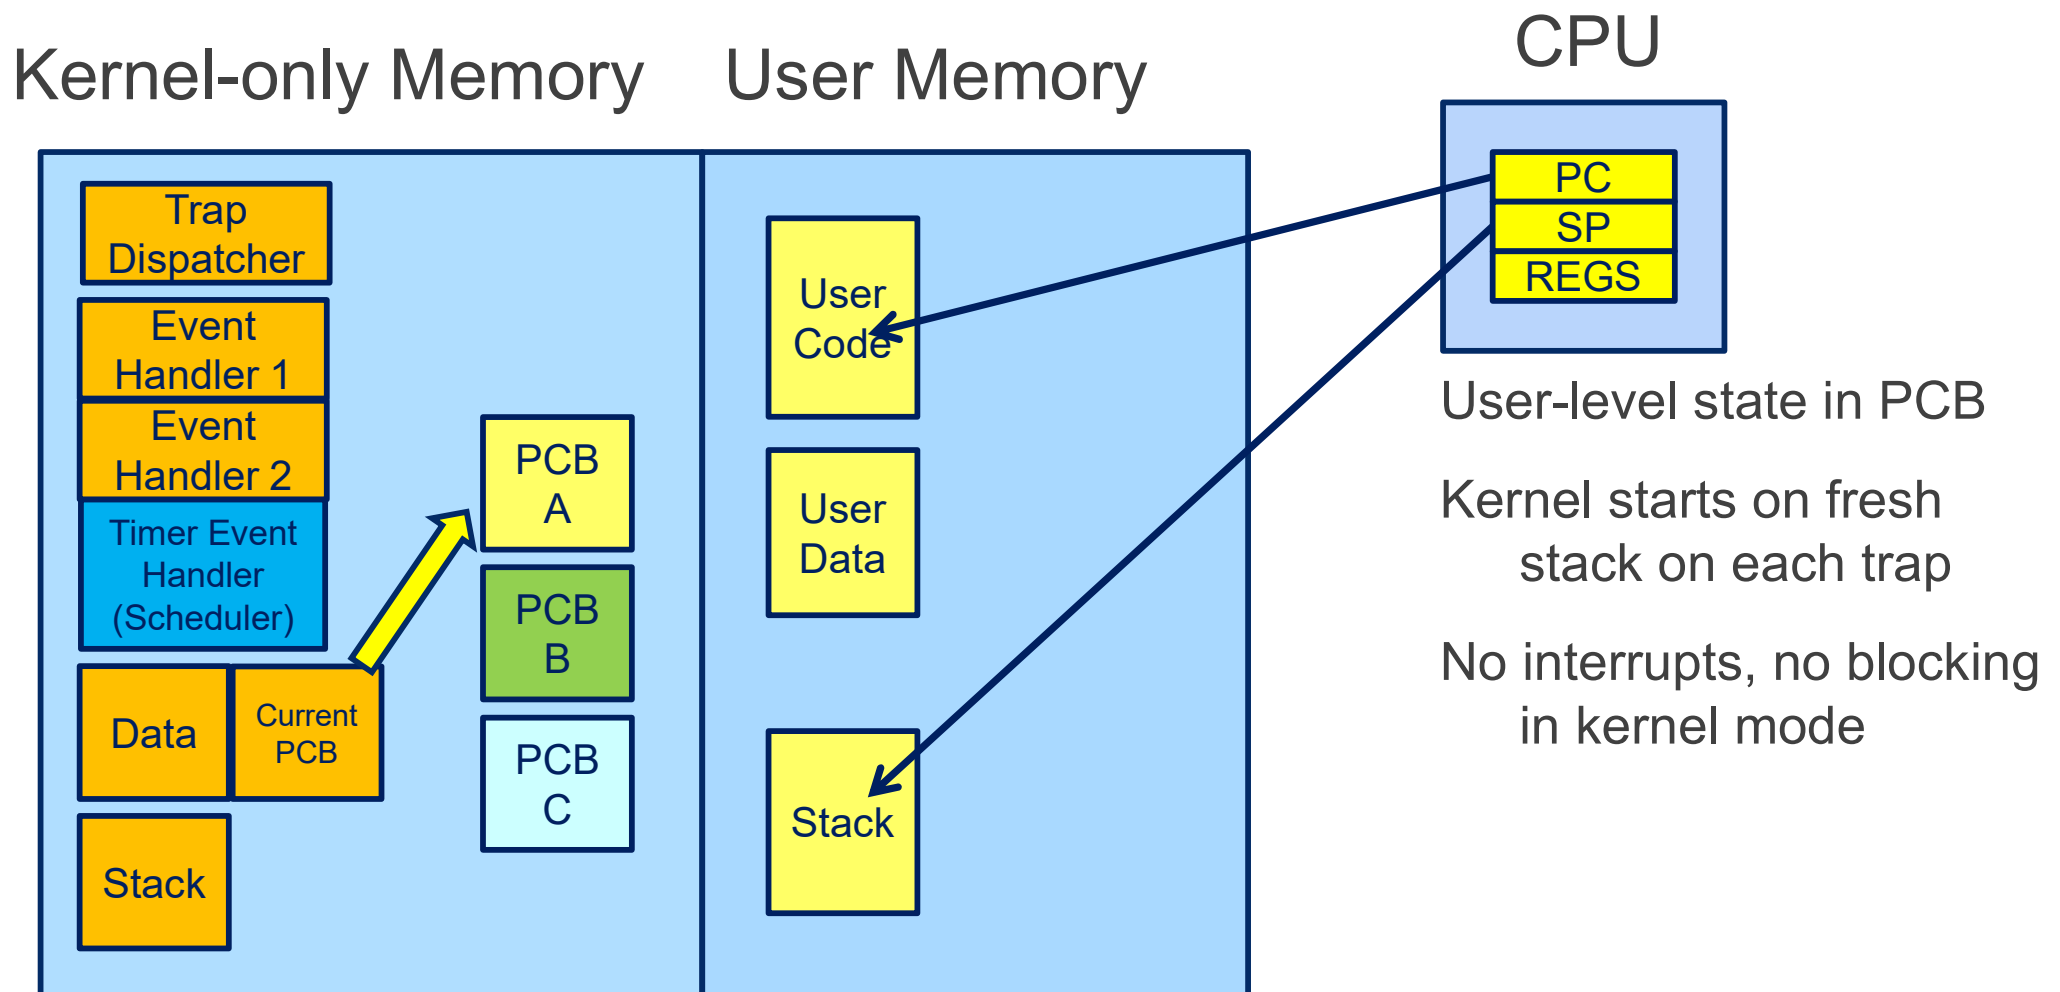 Kernel-only Memory
User Memory
CPU
Trap
Dispatcher
Event
Handler 1
Event
Handler 2
Timer Event
Handler
(Scheduler)
Data
Current
PCB
Stack
PCB
A
PCB
B
PCB
C
User
Code
User
Data
Stack
PC
SP
REGS
User-level state in PCB
Kernel starts on fresh
stack on each trap
No interrupts, no blocking
in kernel mode